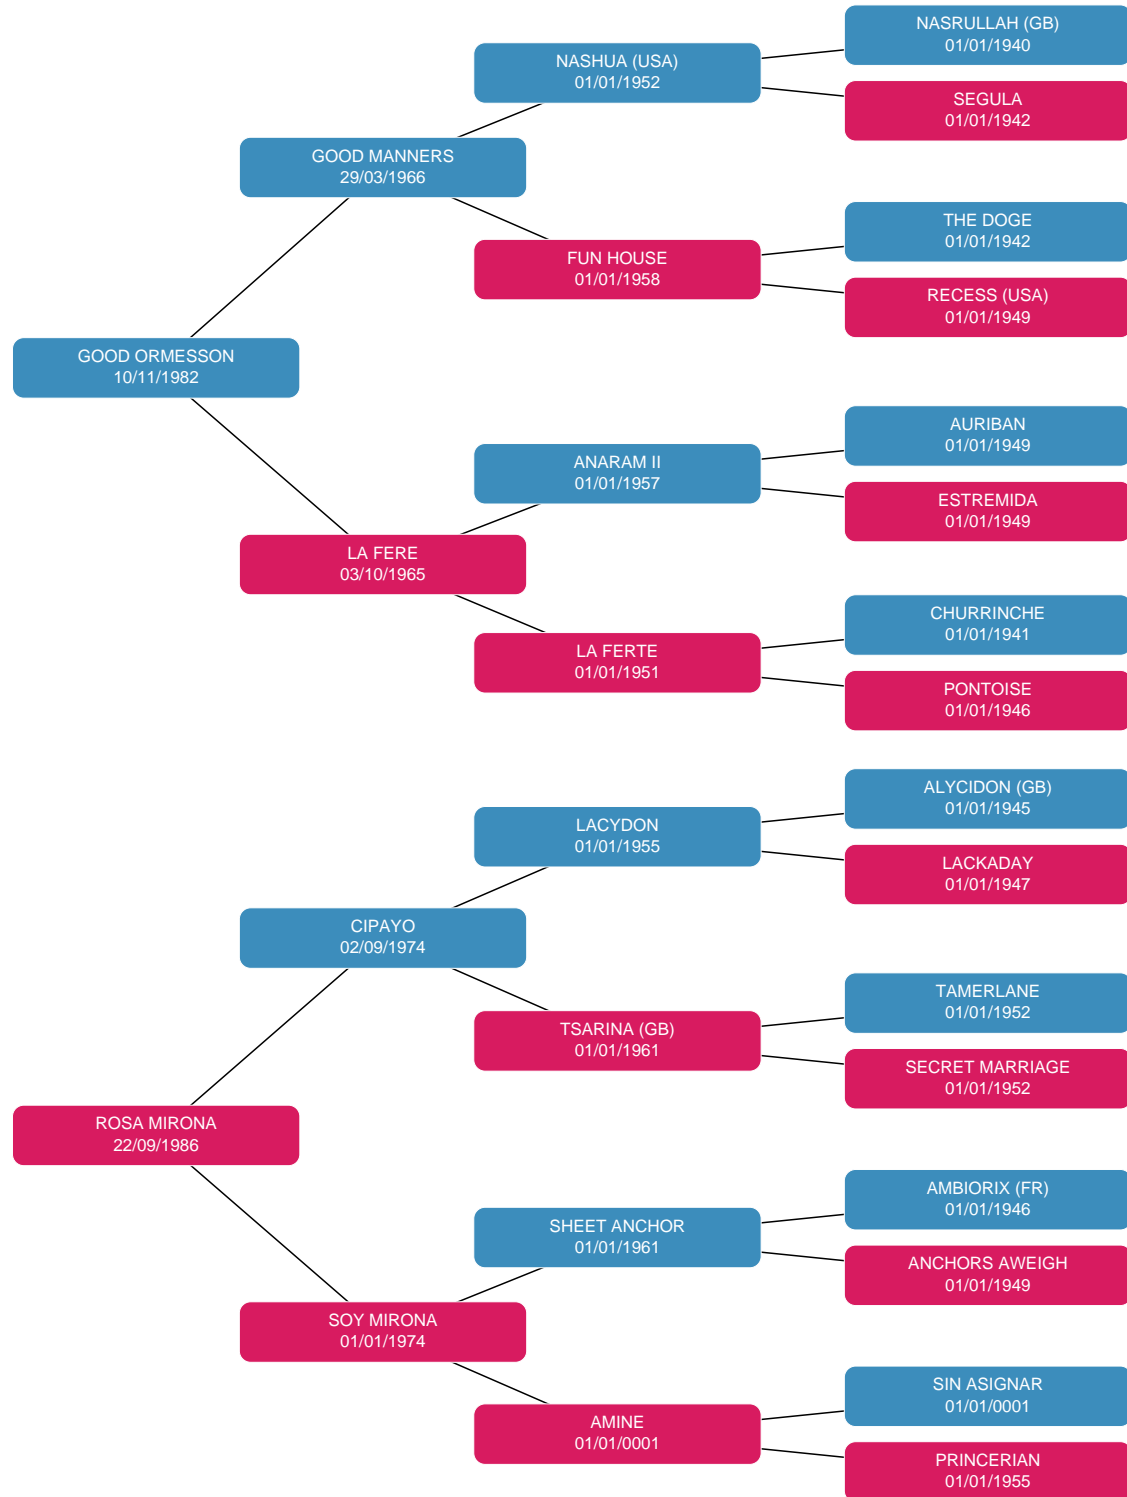 NASRULLAH (GB)
01/01/1940
NASHUA (USA)
01/01/1952
SEGULA
01/01/1942
GOOD MANNERS
29/03/1966
THE DOGE
01/01/1942
FUN HOUSE
01/01/1958
RECESS (USA)
01/01/1949
GOOD ORMESSON
10/11/1982
AURIBAN
01/01/1949
ANARAM II
01/01/1957
ESTREMIDA
01/01/1949
LA FERE
03/10/1965
CHURRINCHE
01/01/1941
LA FERTE
01/01/1951
PONTOISE
01/01/1946
ALYCIDON (GB)
01/01/1945
LACYDON
01/01/1955
LACKADAY
01/01/1947
CIPAYO
02/09/1974
TAMERLANE
01/01/1952
TSARINA (GB)
01/01/1961
SECRET MARRIAGE
01/01/1952
ROSA MIRONA
22/09/1986
AMBIORIX (FR)
01/01/1946
SHEET ANCHOR
01/01/1961
ANCHORS AWEIGH
01/01/1949
SOY MIRONA
01/01/1974
SIN ASIGNAR
01/01/0001
AMINE
01/01/0001
PRINCERIAN
01/01/1955